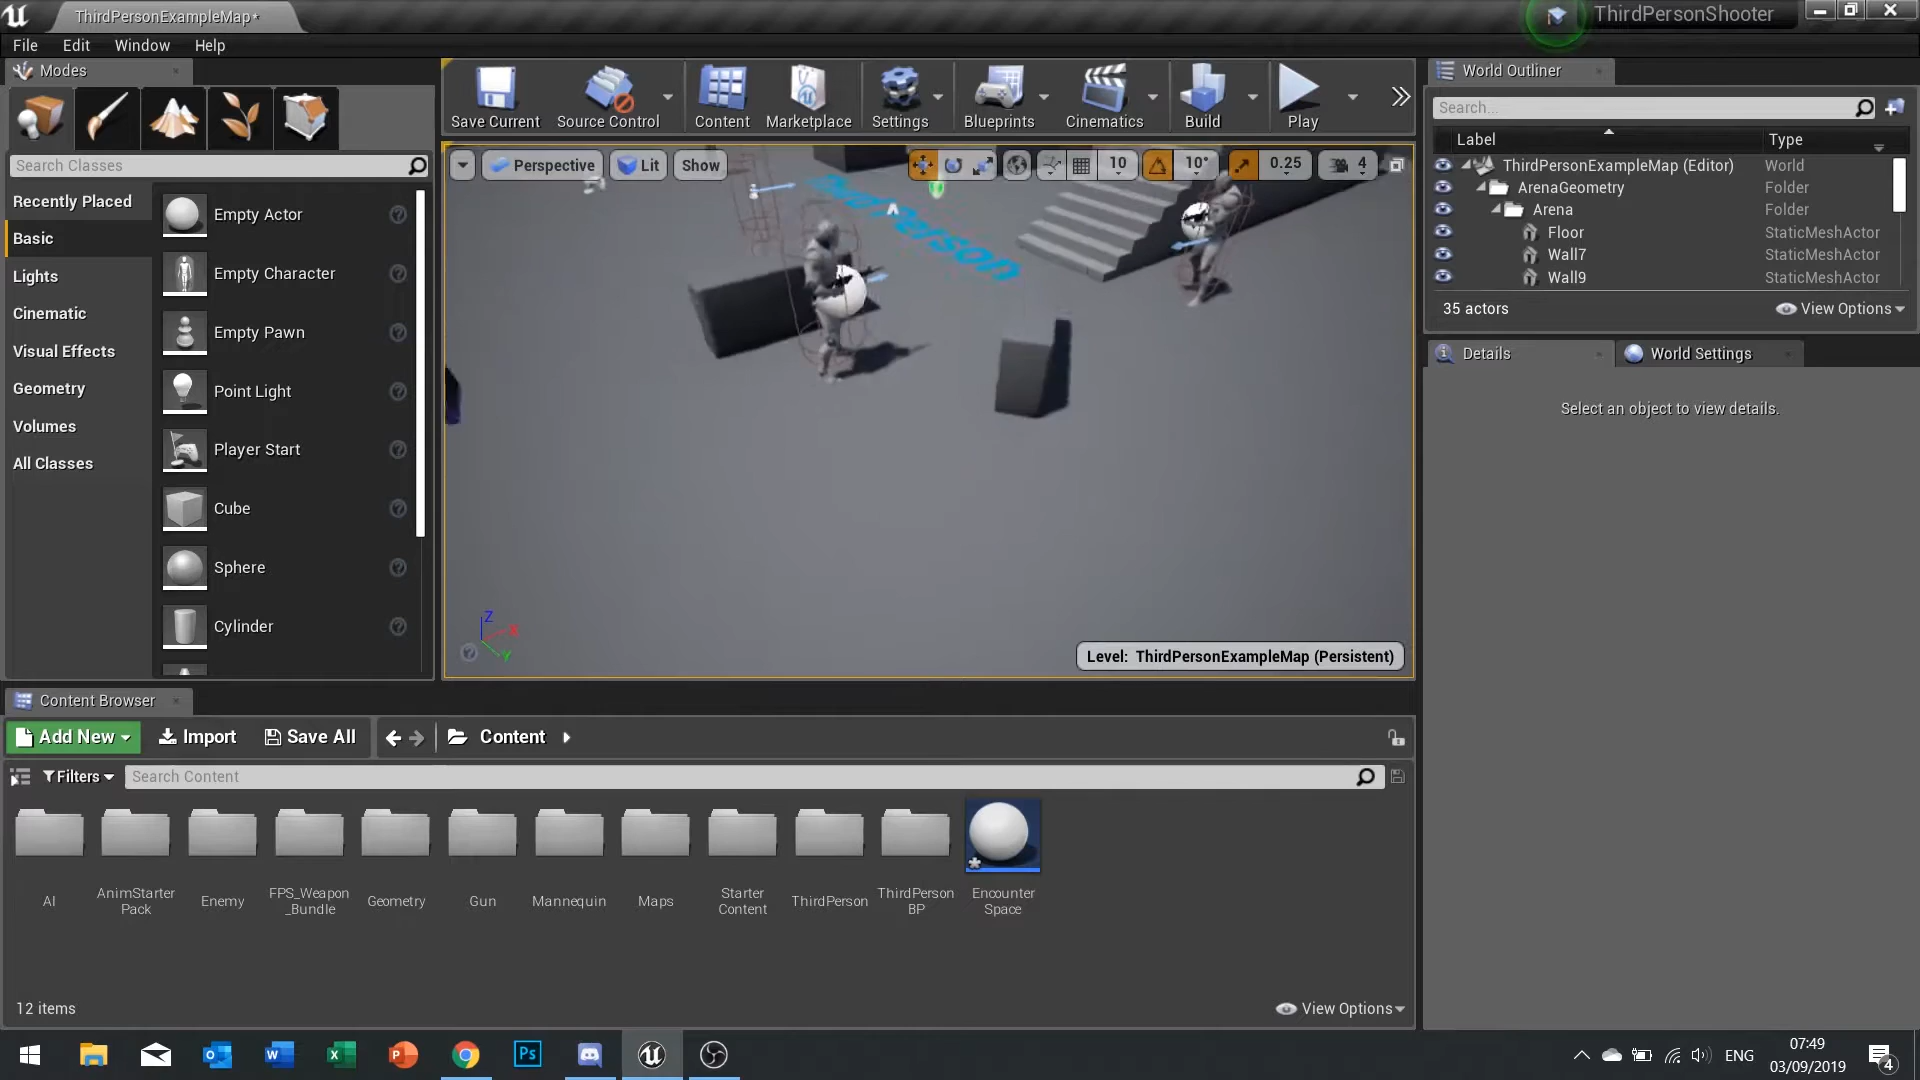 ThirdPersonExampleMap*
ThirdPersonShooter
File Edit Window Help
Modes
Search Classes
Recently Placed
Basic
Lights
Cinematic
Visual Effects
Geometry
Volumes
All Classes
Empty Actor
Empty Character
Empty Pawn
Point Light
Player Start
Cube
Sphere
Cylinder
Save Current
Source Control
Content
Marketplace
Settings
Blueprints
Cinematics
Build
Play
Perspective
Lit
Show
10
10°
0.25
4
Z
X
Y
Level: ThirdPersonExampleMap (Persistent)
World Outliner
Search...
Label Type
ThirdPersonExampleMap (Editor) World
ArenaGeometry Folder
Arena Folder
Floor StaticMeshActor
Wall7 StaticMeshActor
Wall9 StaticMeshActor
35 actors
View Options
Details
World Settings
Select an object to view details.
Content Browser
Add New
Import
Save All
Content
Filters
Search Content
AI
AnimStarter
Pack
Enemy
FPS_Weapon
_Bundle
Geometry
Gun
Mannequin
Maps
Starter
Content
ThirdPerson
ThirdPerson
BP
Encounter
Space
12 items
View Options
ENG
07:49
03/09/2019
4